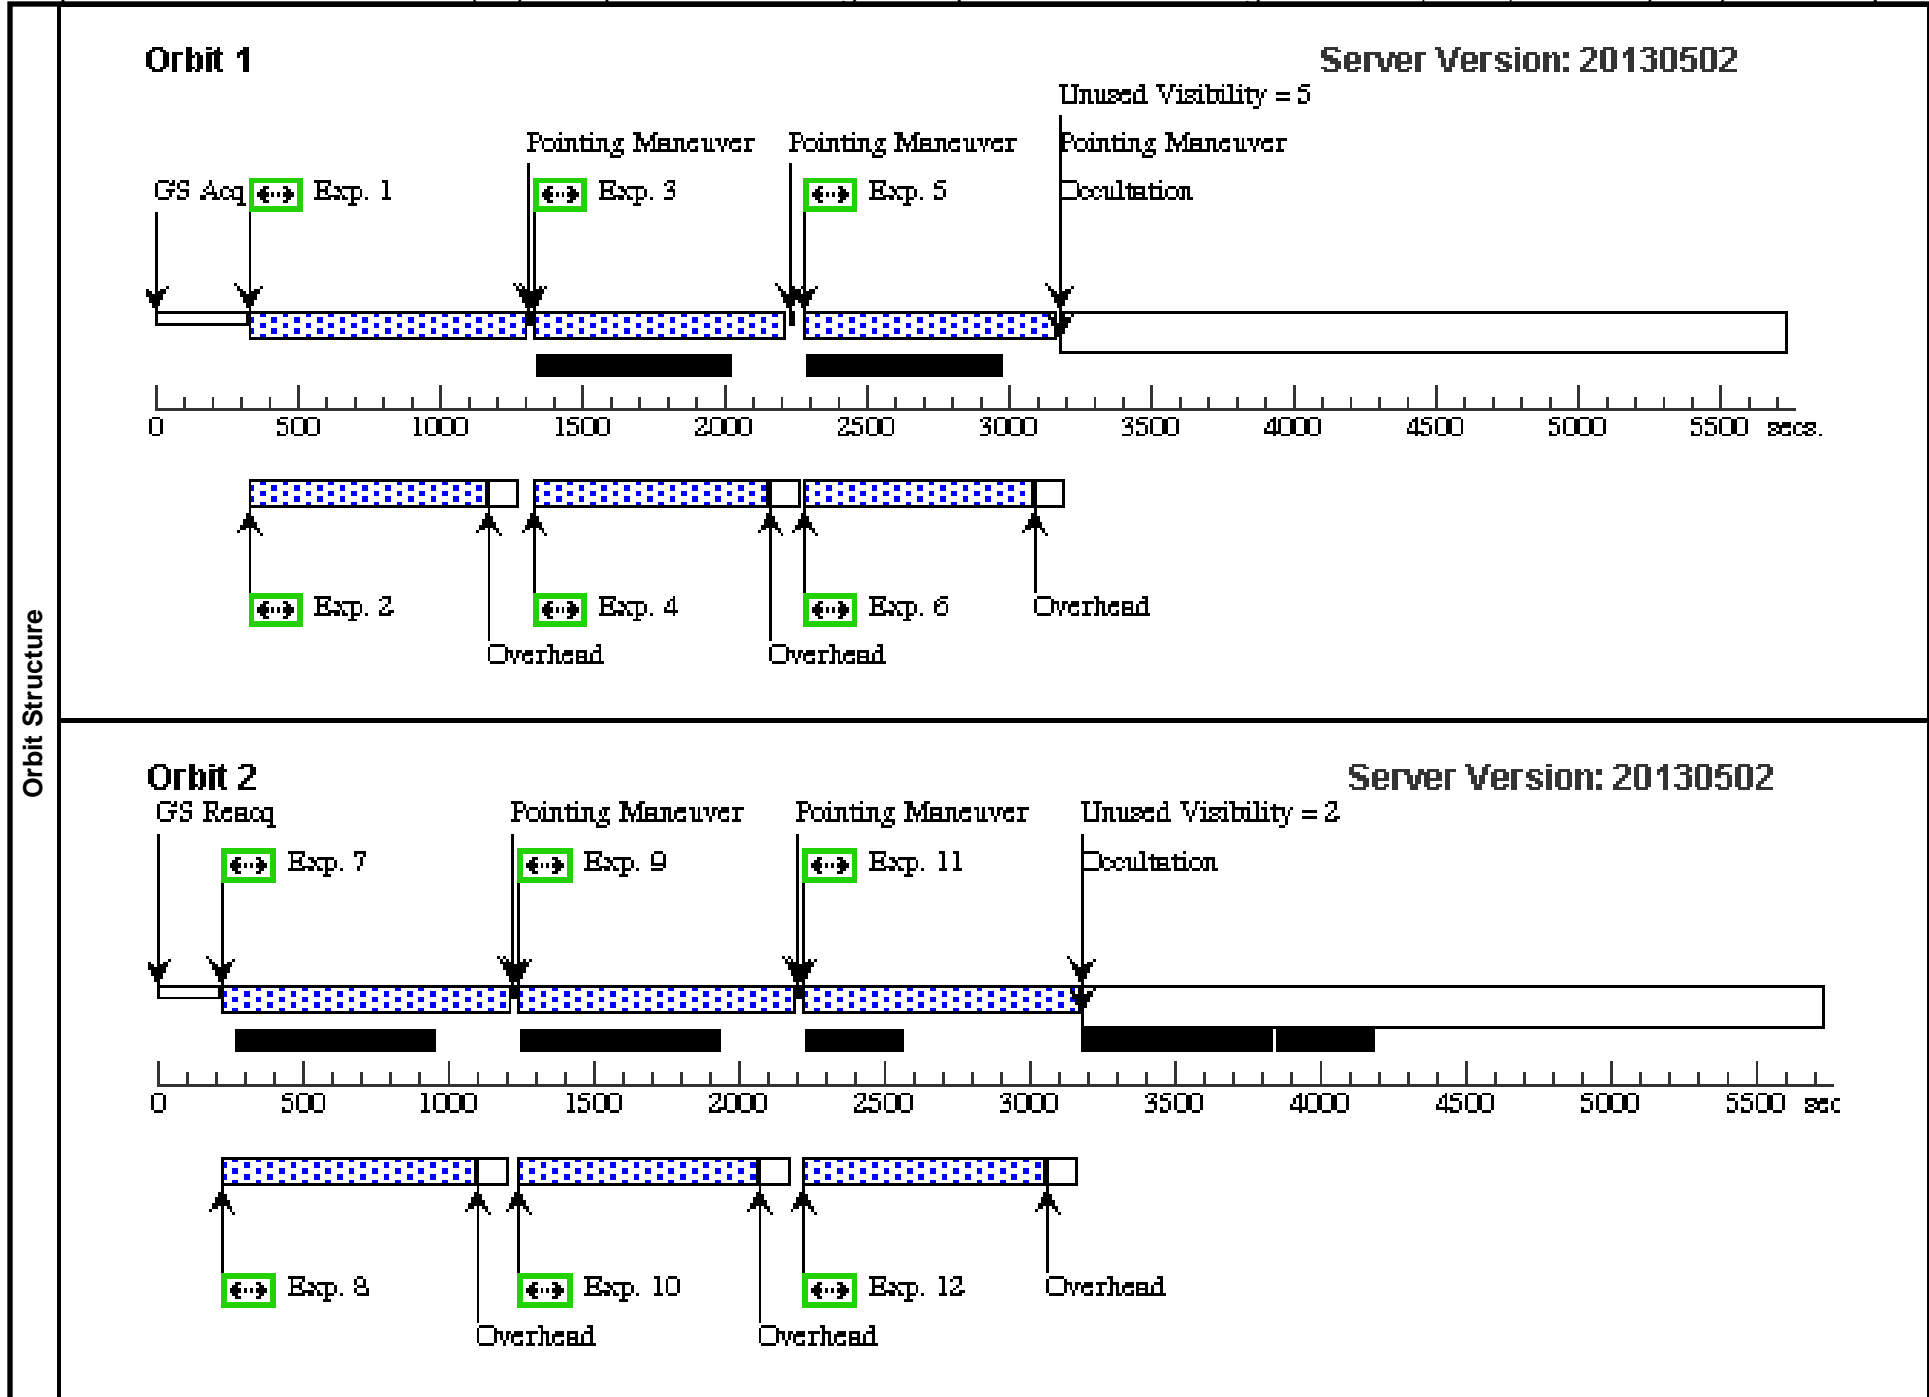 Orbit Structure
Orbit 1
Server Version: 20130502
Unused Visibility = 5
Pointing Maneuver
Pointing Maneuver
Pointing Maneuver
GS Acq
Exp. 1
Exp. 3
Exp. 5
Occultation
0 500 1000 1500 2000 2500 3000 3500 4000 4500 5000 5500 secs.
Exp. 2
Exp. 4
Exp. 6
Overhead
Overhead
Overhead
Orbit 2
Server Version: 20130502
GS Reacq
Pointing Maneuver
Pointing Maneuver
Unused Visibility = 2
Exp. 7
Exp. 9
Exp. 11
Occultation
0 500 1000 1500 2000 2500 3000 3500 4000 4500 5000 5500 sec
Exp. 8
Exp. 10
Exp. 12
Overhead
Overhead
Overhead